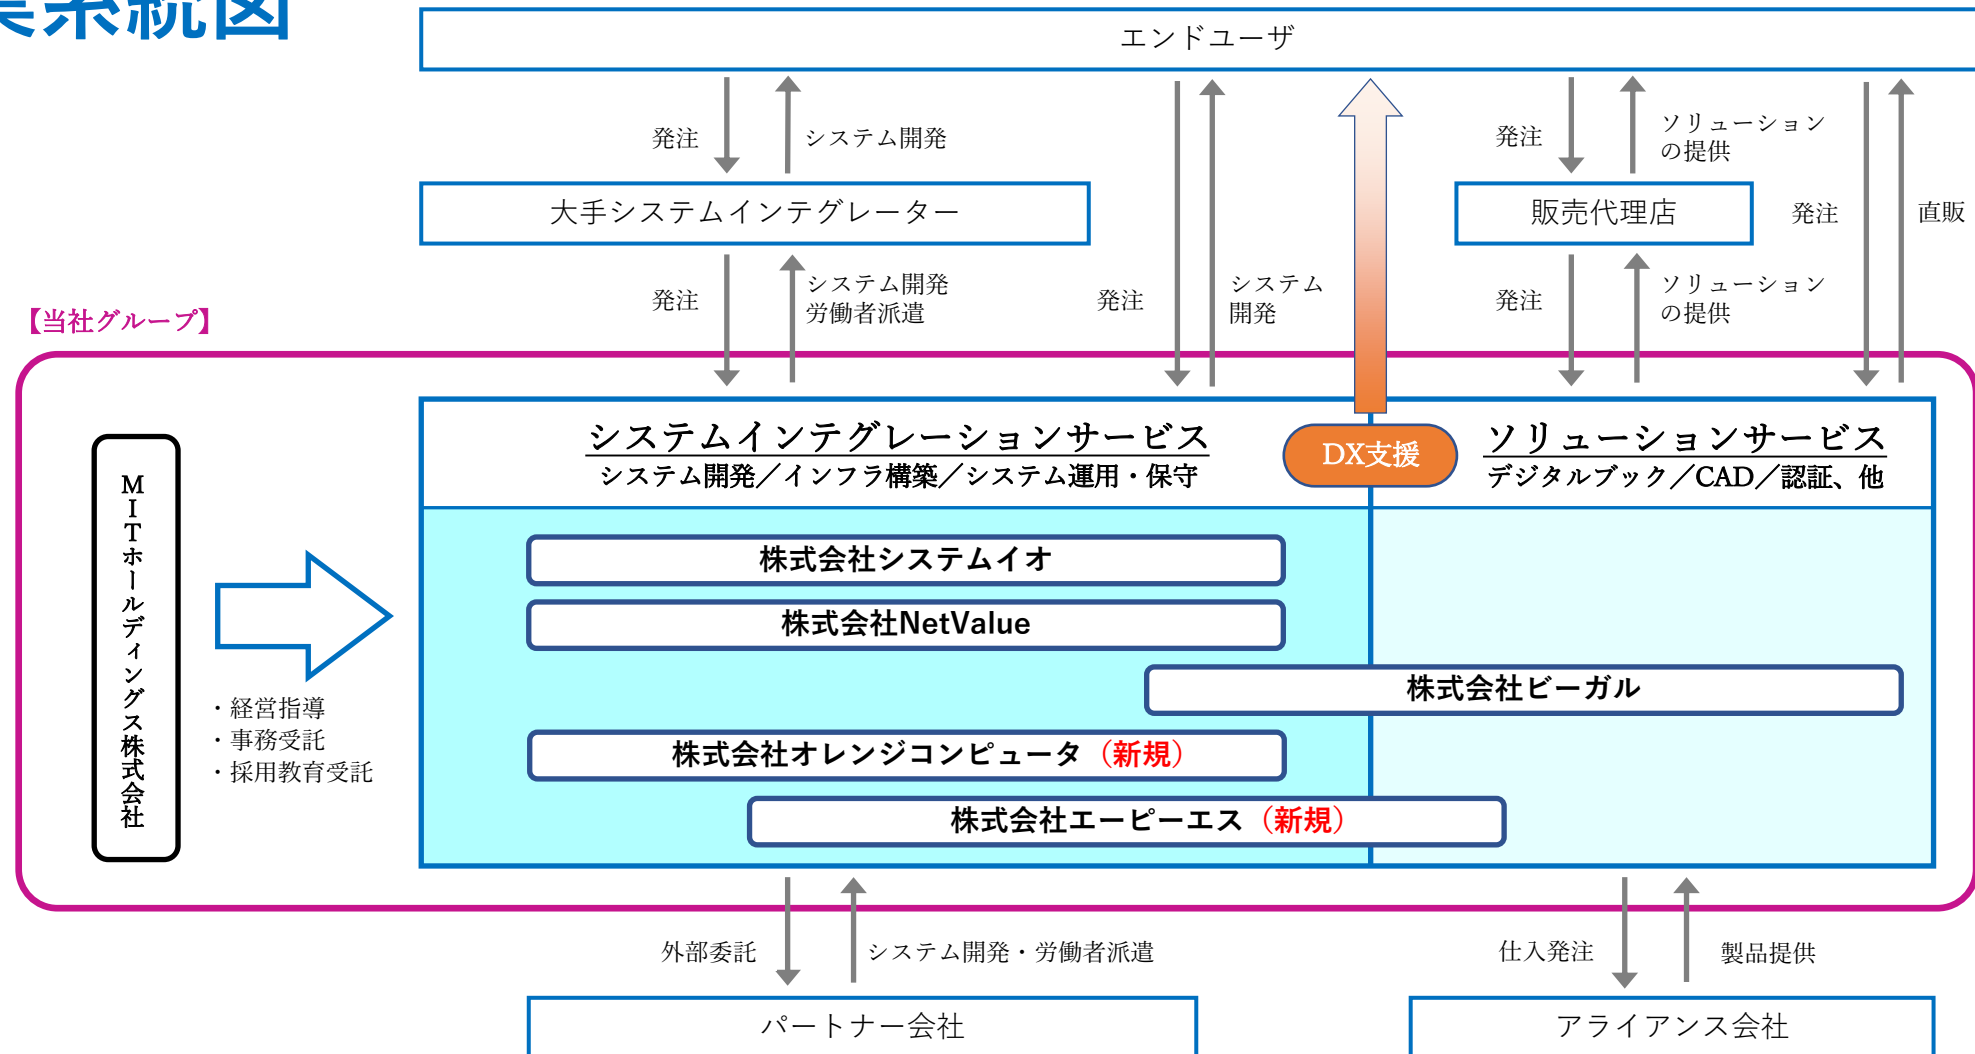 業系統図
エンドユーザ
発注
システム開発
発注
ソリューション
の提供
大手システムインテグレーター
販売代理店
発注
直販
発注
システム開発
労働者派遣
発注
システム
開発
発注
ソリューション
の提供
【当社グループ】
MITホールディングス株式会社
・経営指導
・事務受託
・採用教育受託
システムインテグレーションサービス
システム開発／インフラ構築／システム運用・保守
DX支援
ソリューションサービス
デジタルブック／CAD／認証、他
株式会社システムイオ
株式会社NetValue
株式会社ビーガル
株式会社オレンジコンピュータ（新規）
株式会社エーピーエス（新規）
外部委託
システム開発・労働者派遣
仕入発注
製品提供
パートナー会社
アライアンス会社